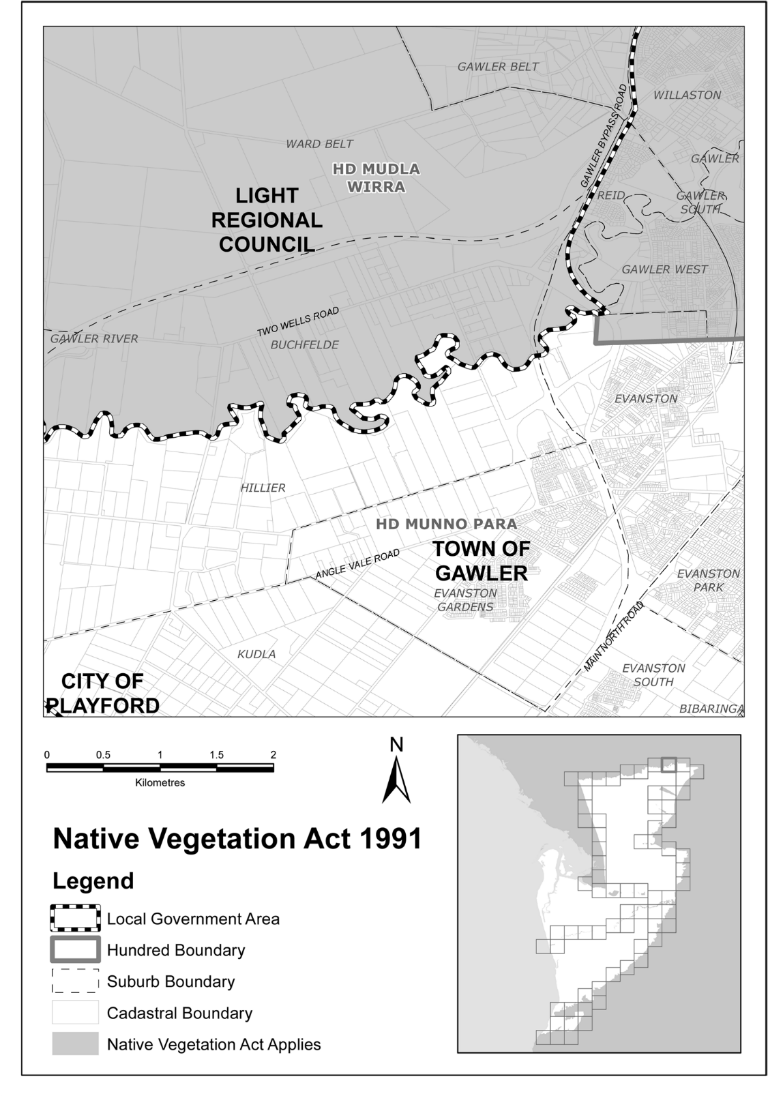 GAWLER BELT
WILLASTON
GAWLER BYPASS ROAD
WARD BELT
HD MUDLA
WIRRA
GAWLER
LIGHT
REGIONAL
COUNCIL
REID
GAWLER
SOUTH
GAWLER WEST
TWO WELLS ROAD
GAWLER RIVER
BUCHFELDE
EVANSTON
HILLIER
HD MUNNO PARA
TOWN OF
GAWLER
ANGLE VALE ROAD
EVANSTON
GARDENS
EVANSTON
PARK
MAIN NORTH ROAD
KUDLA
EVANSTON
SOUTH
CITY OF
PLAYFORD
BIBARINGA
0 0.5 1 1.5 2
Kilometres
N
Native Vegetation Act 1991
Legend
Local Government Area
Hundred Boundary
Suburb Boundary
Cadastral Boundary
Native Vegetation Act Applies